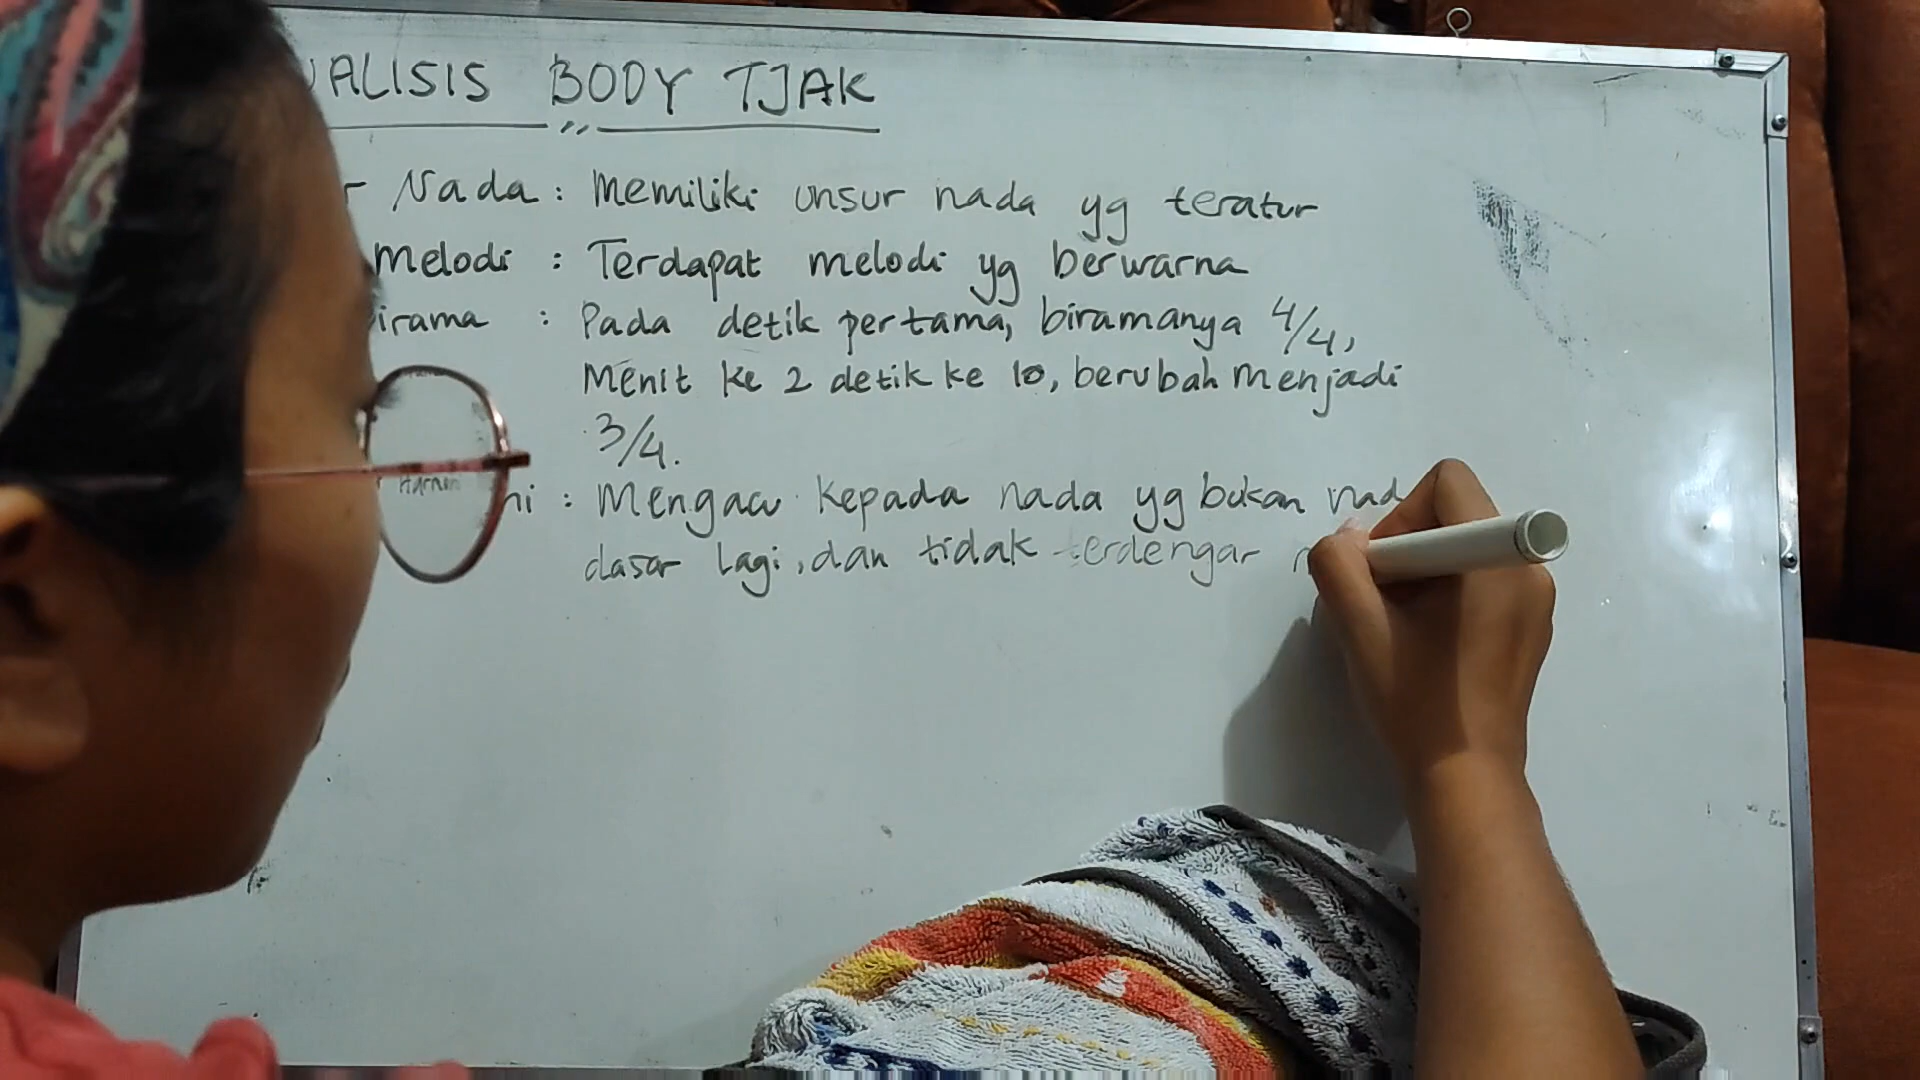 NALISIS BODY TJAK
- Nada : Memiliki unsur nada yg teratur
Melodi : Terdapat melodi yg berwarna
irama : Pada detik pertama, biramanya 4/4,
Menit ke 2 detik ke 10, berubah menjadi
3/4.
Harmoni : Mengacu kepada nada yg bukan nad
dasar lagi, dan tidak terdengar